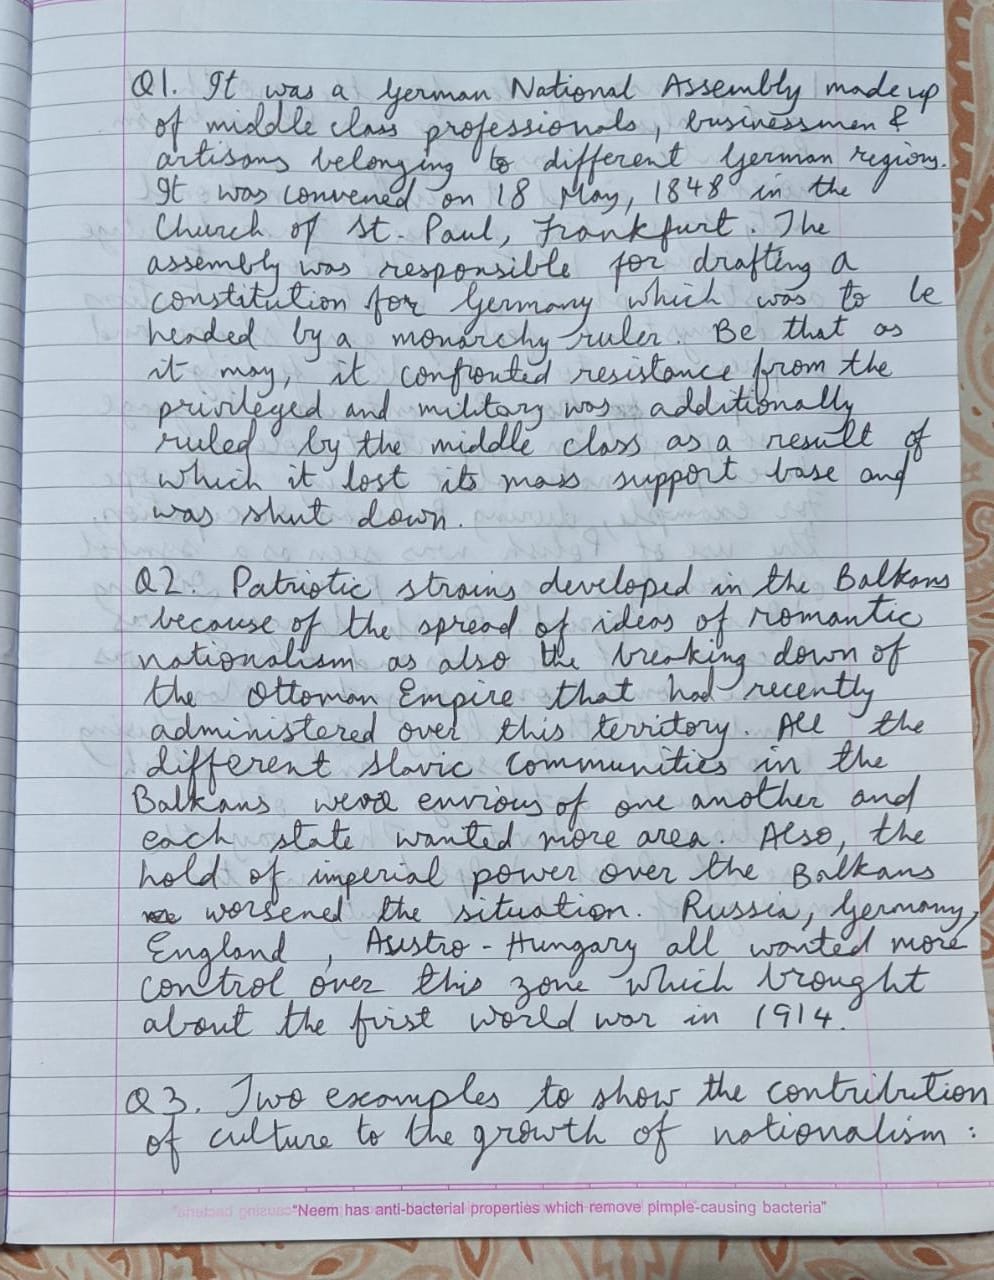 Q1. It was a German National Assembly made up
of middle class professionals, businessmen &
artisans belonging to different German regions.
It was convened on 18 May, 1848 in the
Church of St. Paul, Frankfurt. The
assembly was responsible for drafting a
constitution for Germany which was to be
headed by a monarchy ruler. Be that as
it may, it confronted resistance from the
privileged and military was additionally
ruled by the middle class as a result of
which it lost its mass support base and
was shut down.
Q2. Patriotic strains developed in the Balkans
because of the spread of ideas of romantic
nationalism as also the breaking down of
the Ottoman Empire that had recently
administered over this territory. All the
different slavic communities in the
Balkans were envious of one another and
each state wanted more area. Also, the
hold of imperial power over the Balkans
worsened the situation. Russia, Germany,
England, Austro-Hungary all wanted more
control over this zone which brought
about the first world war in 1914.
Q3. Two examples to show the contribution
of culture to the growth of nationalism:
"Neem has anti-bacterial properties which remove pimple-causing bacteria"